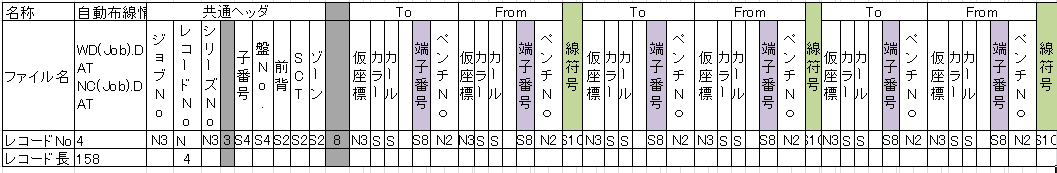 名称 自動布線情 共通ヘッダ To From To From To From
ファイル名 WD(Job).DAT NC(Job).DAT ジョブNo レコードNo シリーズNo 子番号 盤No. 前背 SCT ゾーン 仮座標 カラー カール 端子番号 ペンチNo 仮座標 カラー カール 端子番号 ペンチNo 線符号 仮座標 カラー カール 端子番号 ペンチNo 仮座標 カラー カール 端子番号 ペンチNo 線符号 仮座標 カラー カール 端子番号 ペンチNo 仮座標 カラー カール 端子番号 ペンチNo 線符号
レコードNo 4 N3 N N3 3 S4 S4 S2 S2 S2 8 N3 S S S8 N2 N3 S S S8 N2 S10 N3 S S S8 N2 N3 S S S8 N2 S10 N3 S S S8 N2 N3 S S S8 N2 S10
レコード長 158 4